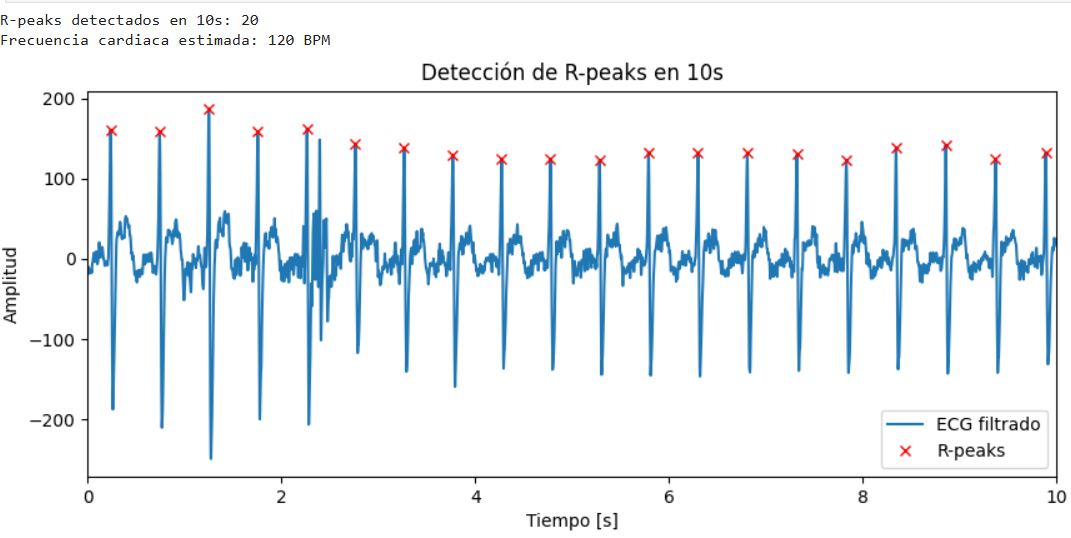 R-peaks detectados en 10s: 20
Frecuencia cardiaca estimada: 120 BPM
Detección de R-peaks en 10s
200
100
0
−100
−200
Amplitud
ECG filtrado
R-peaks
0 2 4 6 8 10
Tiempo [s]